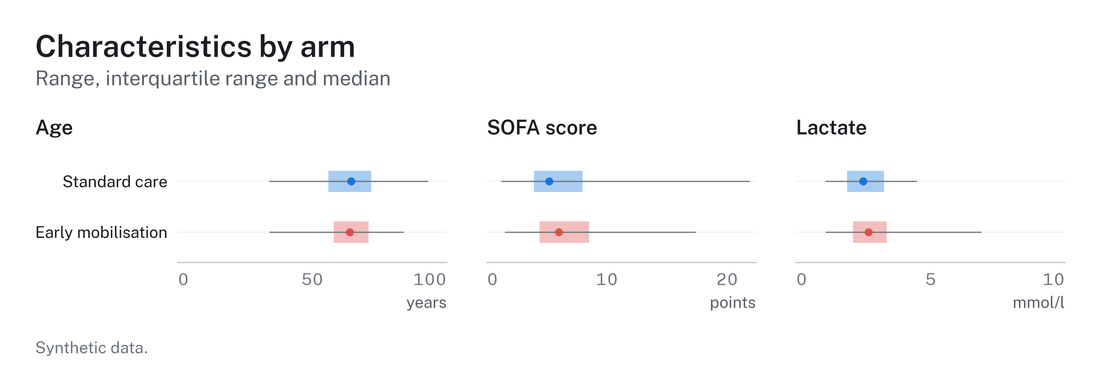 Characteristics by arm
Range, interquartile range and median
Age
SOFA score
Lactate
Standard care
Early mobilisation
0 50 100
years
0 10 20
points
0 5 10
mmol/l
Synthetic data.